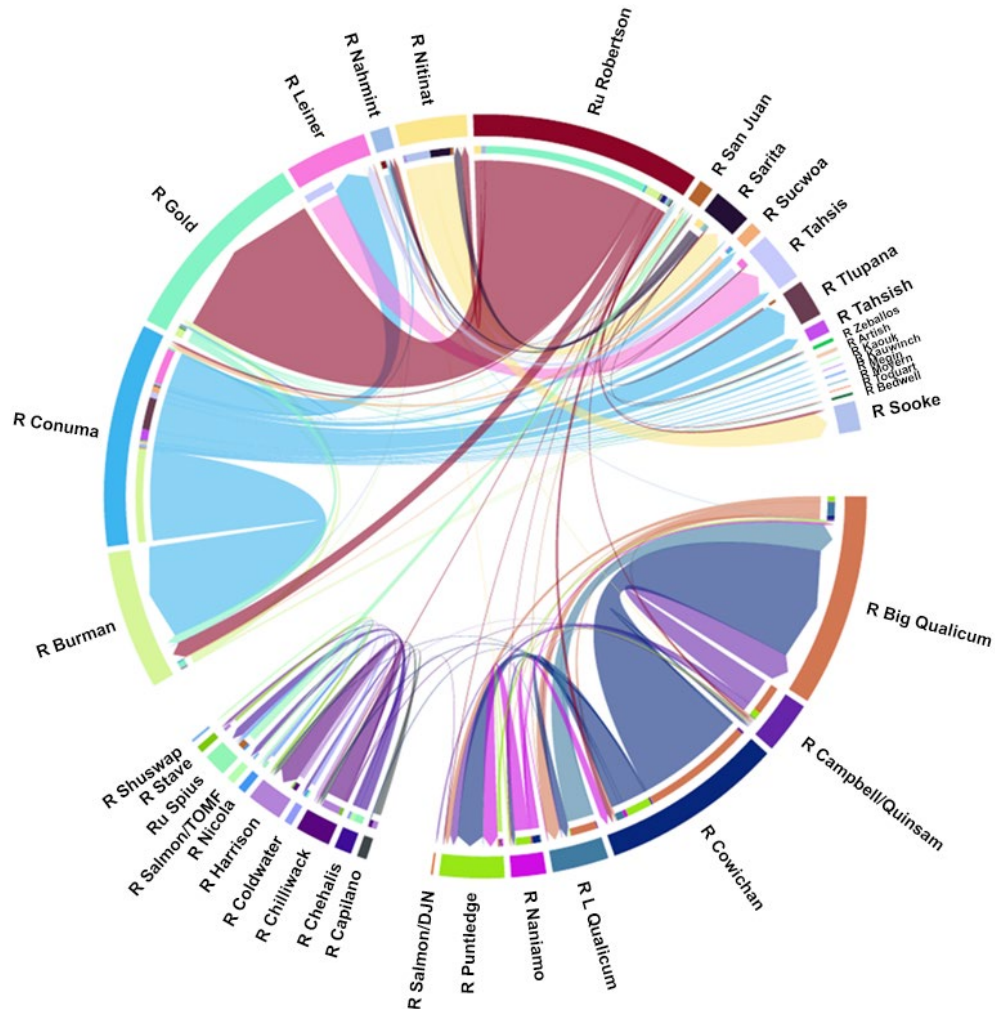 Ru Robertson
R San Juan
R Sarita
R Sucwoa
R Tahsis
R Tlupana
R Tahsish
R Zeballos
R Artish
R Kaouk
R Kauwinch
R Megin
R Moyern
R Toquart
R Bedwell
R Sooke
R Big Qualicum
R Campbell/Quinsam
R Cowichan
R L Qualicum
R Naniamo
R Puntledge
R Salmon/DJN
R Capilano
R Chehalis
R Chilliwack
R Coldwater
R Harrison
R Nicola
R Salmon/TOMF
Ru Spius
R Stave
R Shuswap
R Burman
R Conuma
R Gold
R Leiner
R Nahmint
R Nitinat